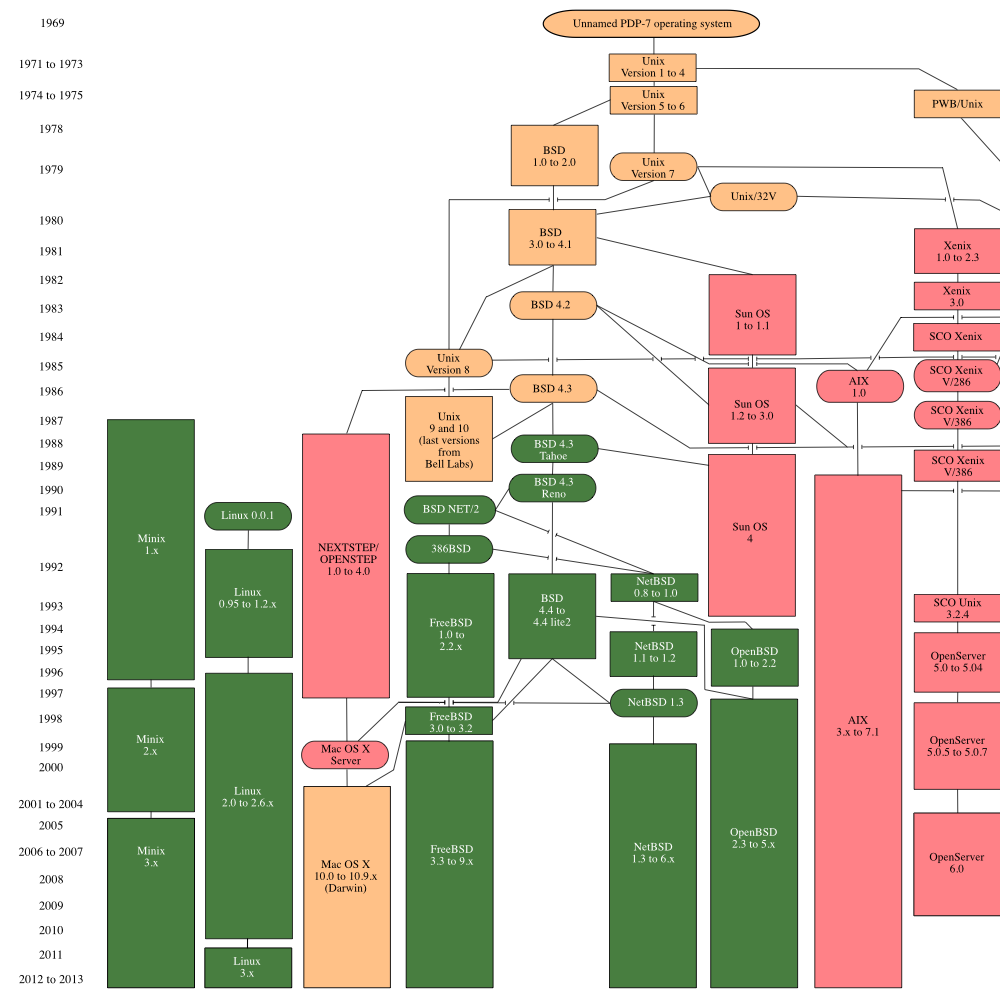 1969
Unnamed PDP-7 operating system
1971 to 1973
Unix
Version 1 to 4
1974 to 1975
Unix
Version 5 to 6
PWB/Unix
1978
BSD
1.0 to 2.0
1979
Unix
Version 7
Unix/32V
1980
BSD
3.0 to 4.1
1981
Xenix
1.0 to 2.3
1982
Xenix
3.0
1983
BSD 4.2
Sun OS
1 to 1.1
1984
SCO Xenix
1985
Unix
Version 8
SCO Xenix
V/286
1986
BSD 4.3
AIX
1.0
Sun OS
1.2 to 3.0
SCO Xenix
V/386
1987
Unix
9 and 10
(last versions
from
Bell Labs)
1988
BSD 4.3
Tahoe
1989
SCO Xenix
V/386
1990
BSD 4.3
Reno
1991
BSD NET/2
Linux 0.0.1
Sun OS
4
Minix
1.x
386BSD
NEXTSTEP/
OPENSTEP
1.0 to 4.0
1992
NetBSD
0.8 to 1.0
Linux
0.95 to 1.2.x
BSD
4.4 to
4.4 lite2
1993
SCO Unix
3.2.4
FreeBSD
1.0 to
2.2.x
1994
1995
NetBSD
1.1 to 1.2
OpenBSD
1.0 to 2.2
OpenServer
5.0 to 5.04
1996
1997
NetBSD 1.3
1998
FreeBSD
3.0 to 3.2
AIX
3.x to 7.1
Minix
2.x
1999
Mac OS X
Server
OpenServer
5.0.5 to 5.0.7
2000
Linux
2.0 to 2.6.x
2001 to 2004
2005
OpenBSD
2.3 to 5.x
2006 to 2007
Minix
3.x
FreeBSD
3.3 to 9.x
NetBSD
1.3 to 6.x
OpenServer
6.0
Mac OS X
10.0 to 10.9.x
(Darwin)
2008
2009
2010
2011
Linux
3.x
2012 to 2013